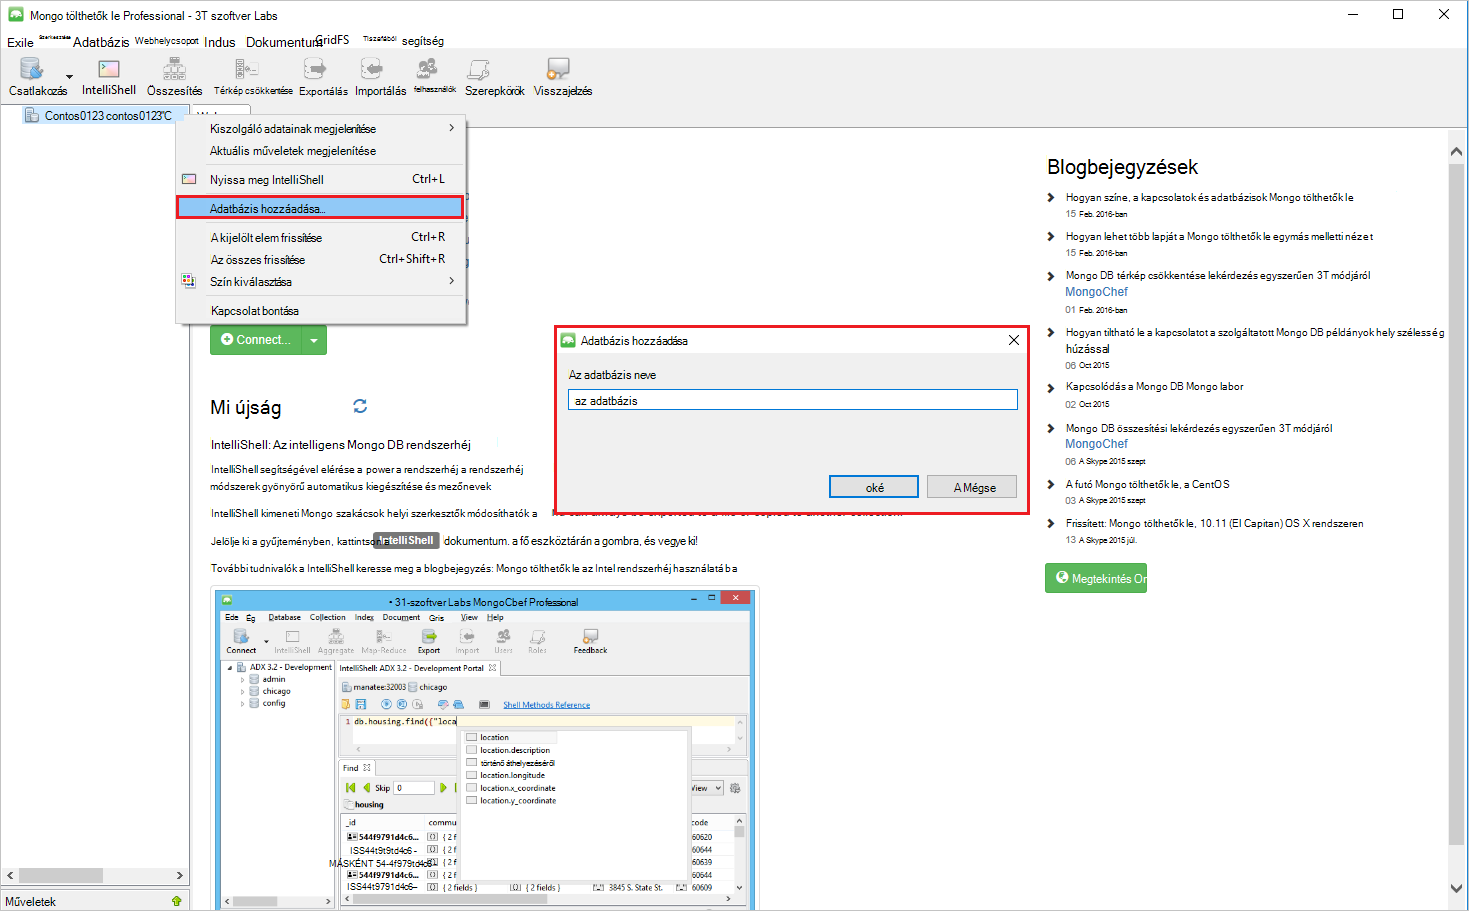 Mongo tölthetők le Professional - 3T szoftver Labs
Exile Szerkesztése Adatbázis Webhelycsoport Indus Dokumentum GridFS Tiszafából segítség
Csatlakozás IntelliShell Összesítés Térkép csökkentése Exportálás Importálás felhasználók Szerepkörök Visszajelzés
Contos0123 contos0123"C
Kiszolgáló adatainak megjelenítése
Aktuális műveletek megjelenítése
Nyissa meg IntelliShell Ctrl+L
Adatbázis hozzáadása...
A kijelölt elem frissítése Ctrl+R
Az összes frissítése Ctrl+Shift+R
Szín kiválasztása
Kapcsolat bontása
Connect...
Mi újság
IntelliShell: Az intelligens Mongo DB rendszerhéj
IntelliShell segítségével elérése a power a rendszerhéj a rendszerhéj
módszerek gyönyörű automatikus kiegészítése és mezőnevek
IntelliShell kimeneti Mongo szakácsok helyi szerkesztők módosíthatók a
Jelölje ki a gyűjteményben, kattintson a IntelliShell dokumentum. a fő eszköztárán a gombra, és vegye ki!
További tudnivalók a IntelliShell keresse meg a blogbejegyzés: Mongo tölthetők le az Intel rendszerhéj használatá ba
Adatbázis hozzáadása
Az adatbázis neve
az adatbázis
oké A Mégse
Blogbejegyzések
Hogyan színe, a kapcsolatok és adatbázisok Mongo tölthetők le
15 Feb. 2016-ban
Hogyan lehet több lapját a Mongo tölthetők le egymás melletti nézet
15 Feb. 2016-ban
Mongo DB térkép csökkentése lekérdezés egyszerűen 3T módjáról
MongoChef
01 Feb. 2016-ban
Hogyan tiltható le a kapcsolatot a szolgáltatott Mongo DB példányok hely szélesség
húzással
06 Oct 2015
Kapcsolódás a Mongo DB Mongo labor
02 Oct 2015
Mongo DB összesítési lekérdezés egyszerűen 3T módjáról
MongoChef
06 A Skype 2015 szept
A futó Mongo tölthetők le, a CentOS
03 A Skype 2015 szept
Frissített: Mongo tölthetők le, 10.11 (El Capitan) OS X rendszeren
13 A Skype 2015 júl.
Megtekintés Or
• 31-szoftver Labs MongoCbef Professional
Ede Ég Database Collection Index Document Gris View Help
Connect IntelliShell Aggregate Map-Reduce Export Import Users Roles Feedback
ADX 3.2 - Development
admin
chicago
config
IntelliShell: ADX 3.2 - Development Portal
manatee:32003 chicago
Shell Methods Reference
1 db.housing.find({"loca
location
location.description
történő áthelyezéséről
location.longitude
location.x_coordinate
location.y_coordinate
Find
Skip 0 View
housing
_id commu code
544f9791d4c6... { 2 f 60620
ISS44t9t9td4c6 - { 2 f 60644
MÁSKÉNT 54-4f979td4c6- { 2 f 60639
544f9791d4c6... { 2 f 60644
ISS44t9791d4c6– { 2 fields } { 2 fields } 3845 S. State St. 60609
Műveletek